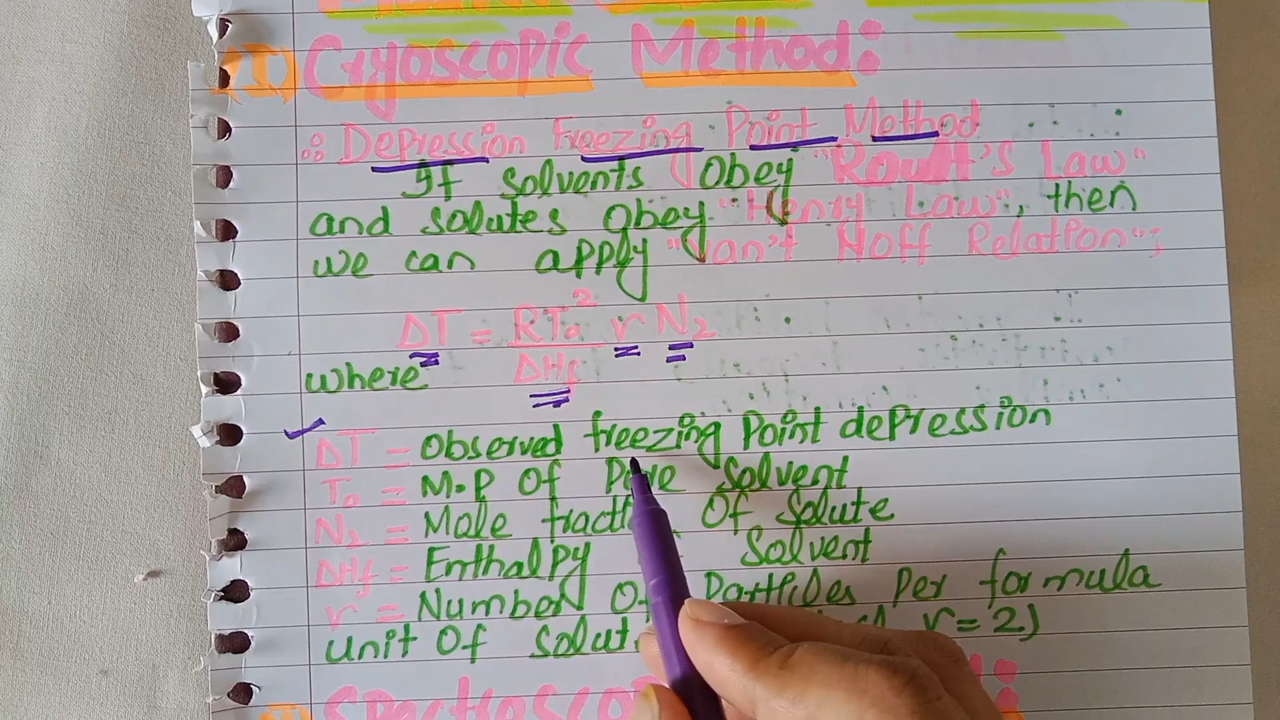 (I) Cryoscopic Method:
∴ Depression Freezing Point Method
If solvents obey "Roult's Law"
and solutes obey "Henry Law", then
we can apply "Van't Hoff Relation";
ΔT = RT₀² r N₂
ΔHf
where
ΔT = Observed freezing Point depression
T₀ = M.P Of Pure Solvent
N₂ = Mole Of Solute
ΔHf = Enthalpy Solvent
r = Number Of Particles Per formula
unit Of r = 2)